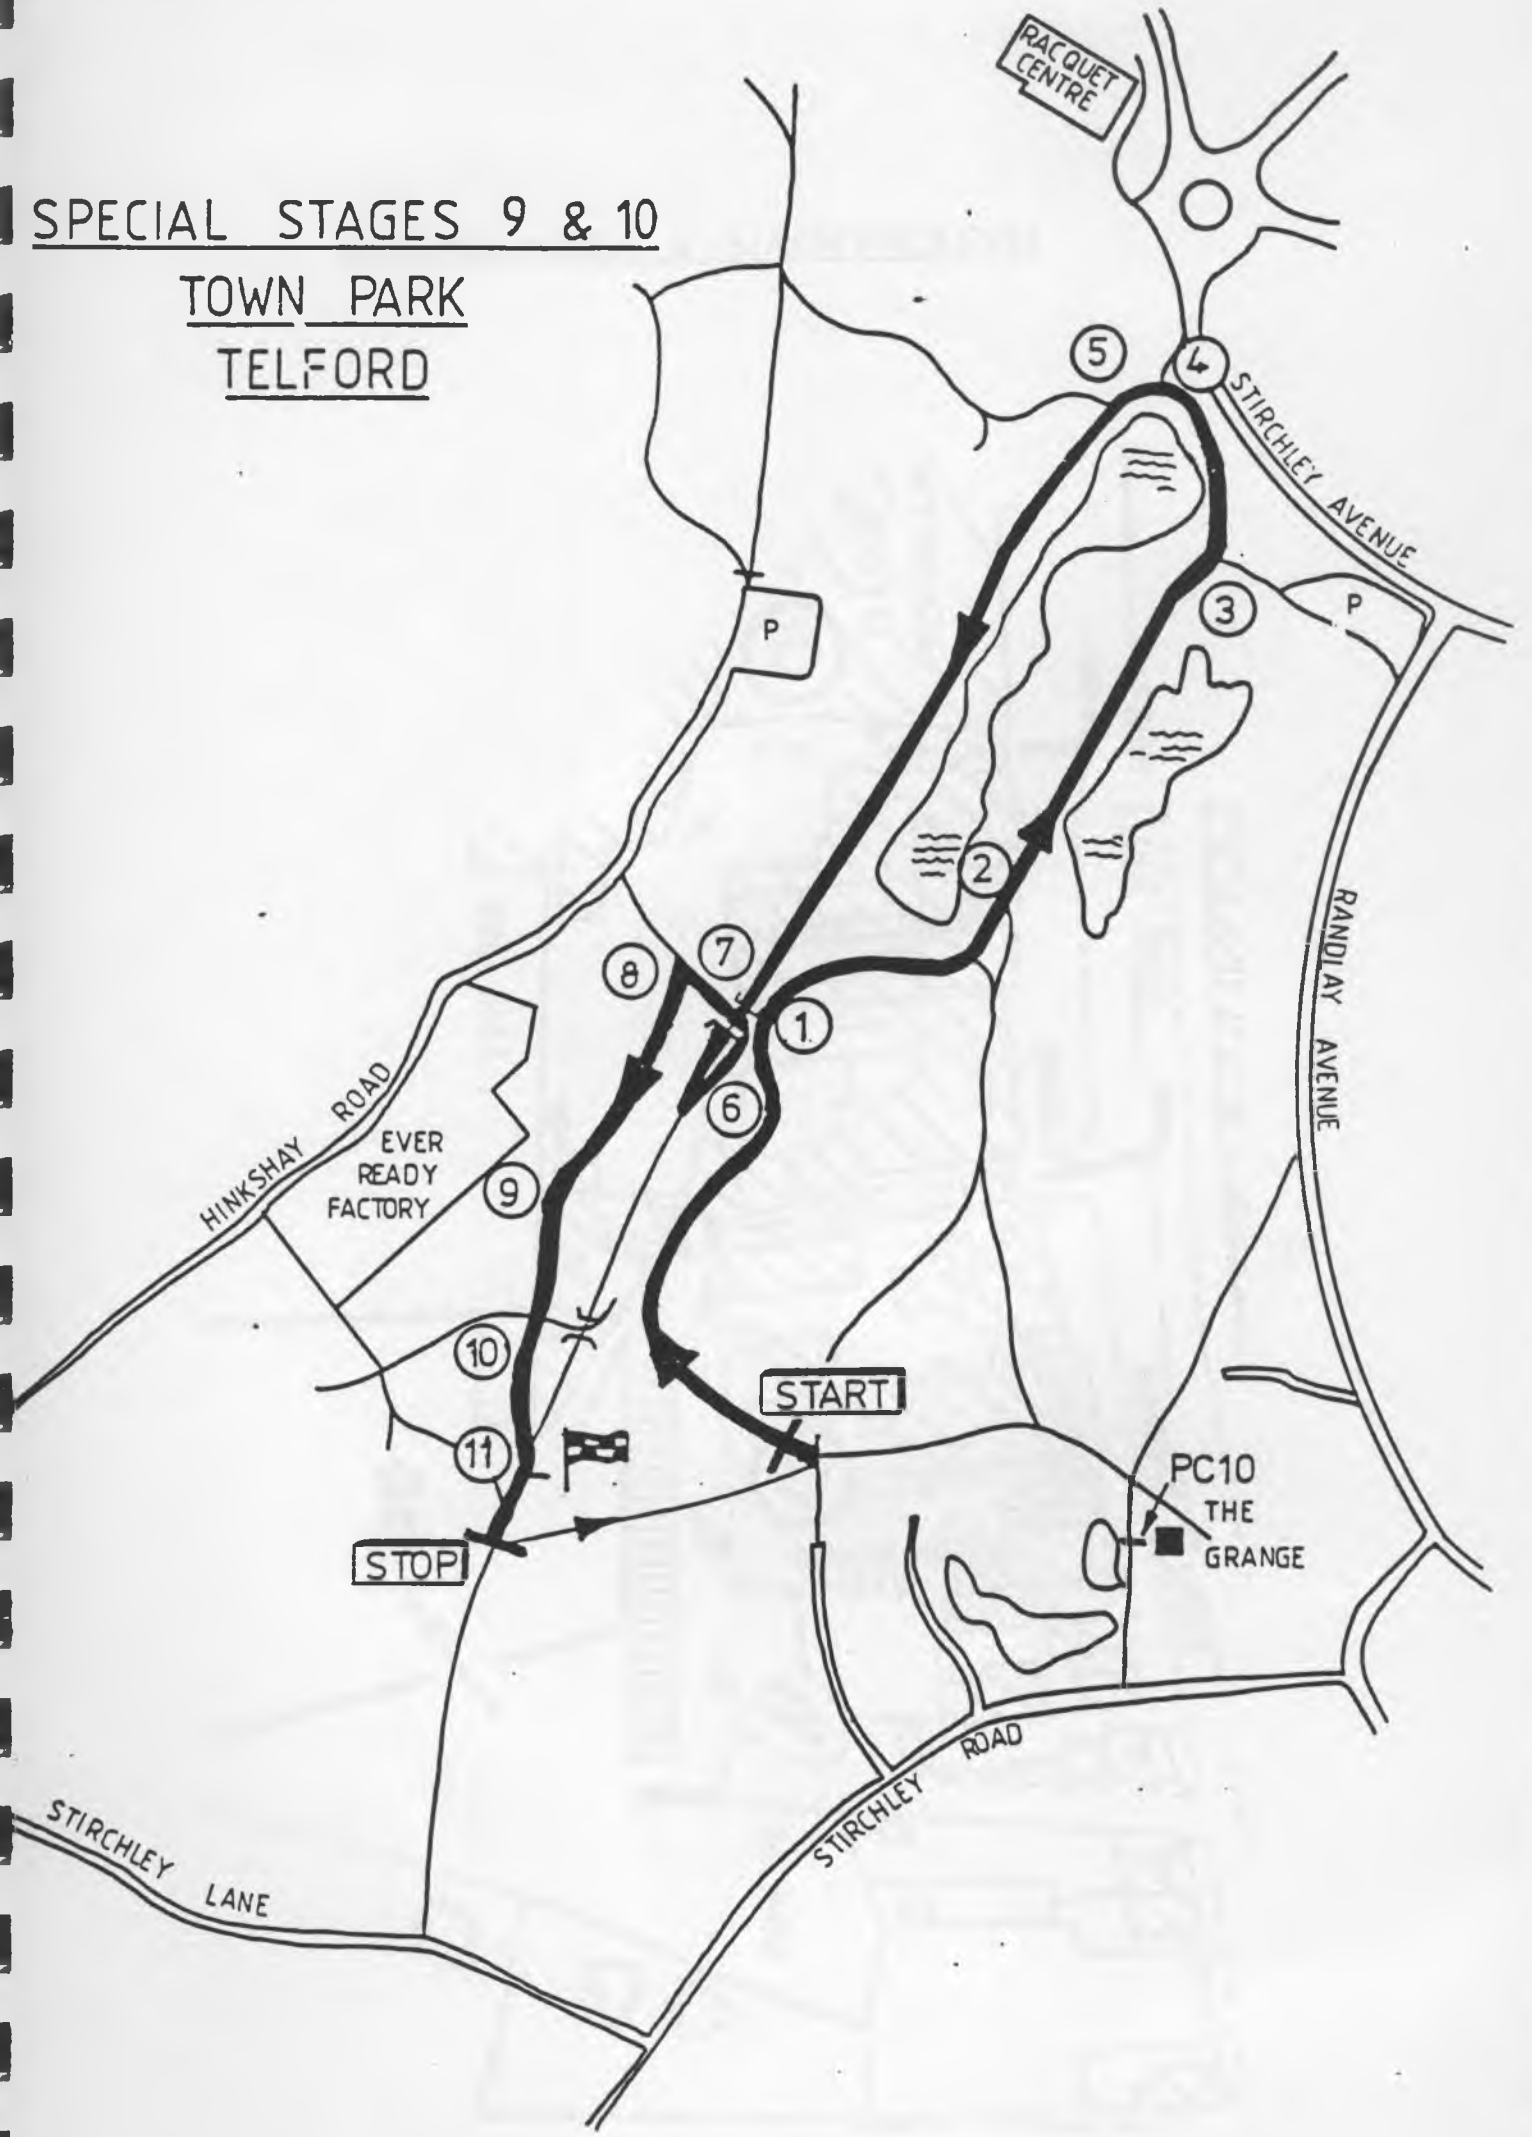 SPECIAL STAGES 9 & 10
TOWN PARK
TELFORD
RACQUET
CENTRE
5
4
STIRCHLEY AVENUE
3
P
P
2
RANDLAY AVENUE
7
8
1
6
HINKSHAY ROAD
EVER
READY
FACTORY
9
10
START
11
PC10
THE
GRANGE
STOP
STIRCHLEY ROAD
STIRCHLEY LANE